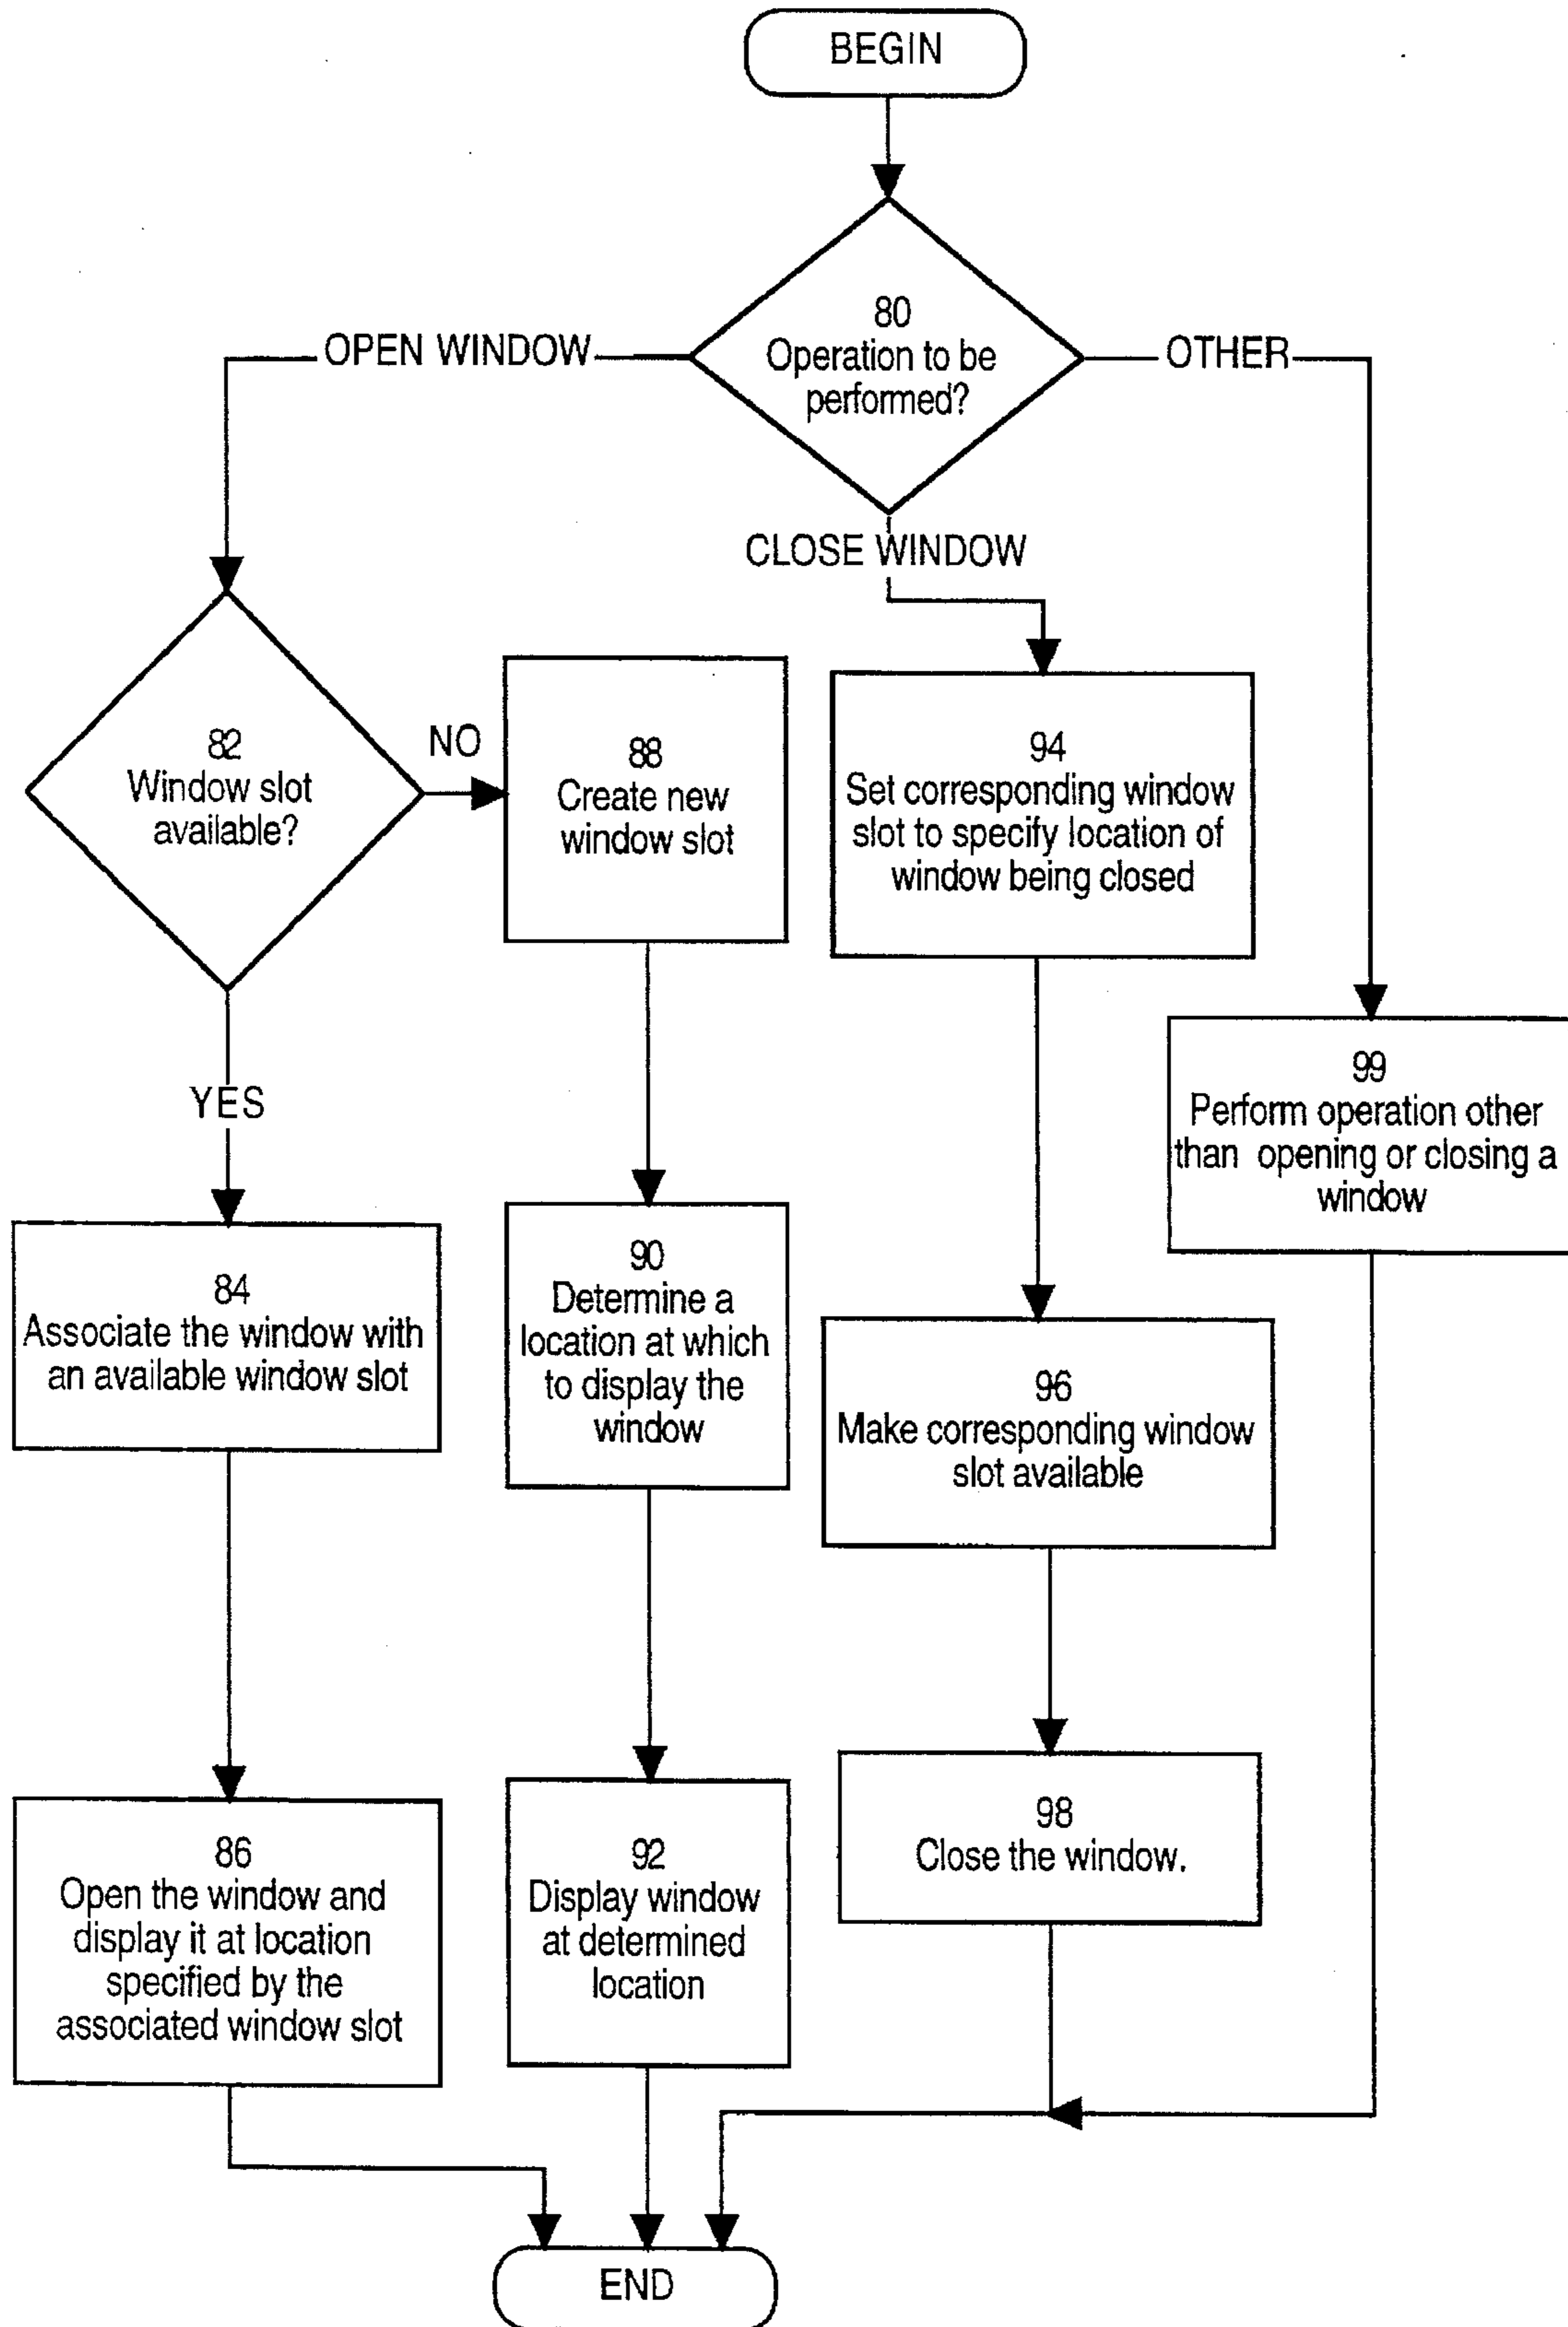 BEGIN
80
Operation to be
performed?
OPEN WINDOW
OTHER
CLOSE WINDOW
82
Window slot
available?
NO
YES
88
Create new
window slot
94
Set corresponding window
slot to specify location of
window being closed
99
Perform operation other
than opening or closing a
window
84
Associate the window with
an available window slot
90
Determine a
location at which
to display the
window
96
Make corresponding window
slot available
86
Open the window and
display it at location
specified by the
associated window slot
92
Display window
at determined
location
98
Close the window.
END